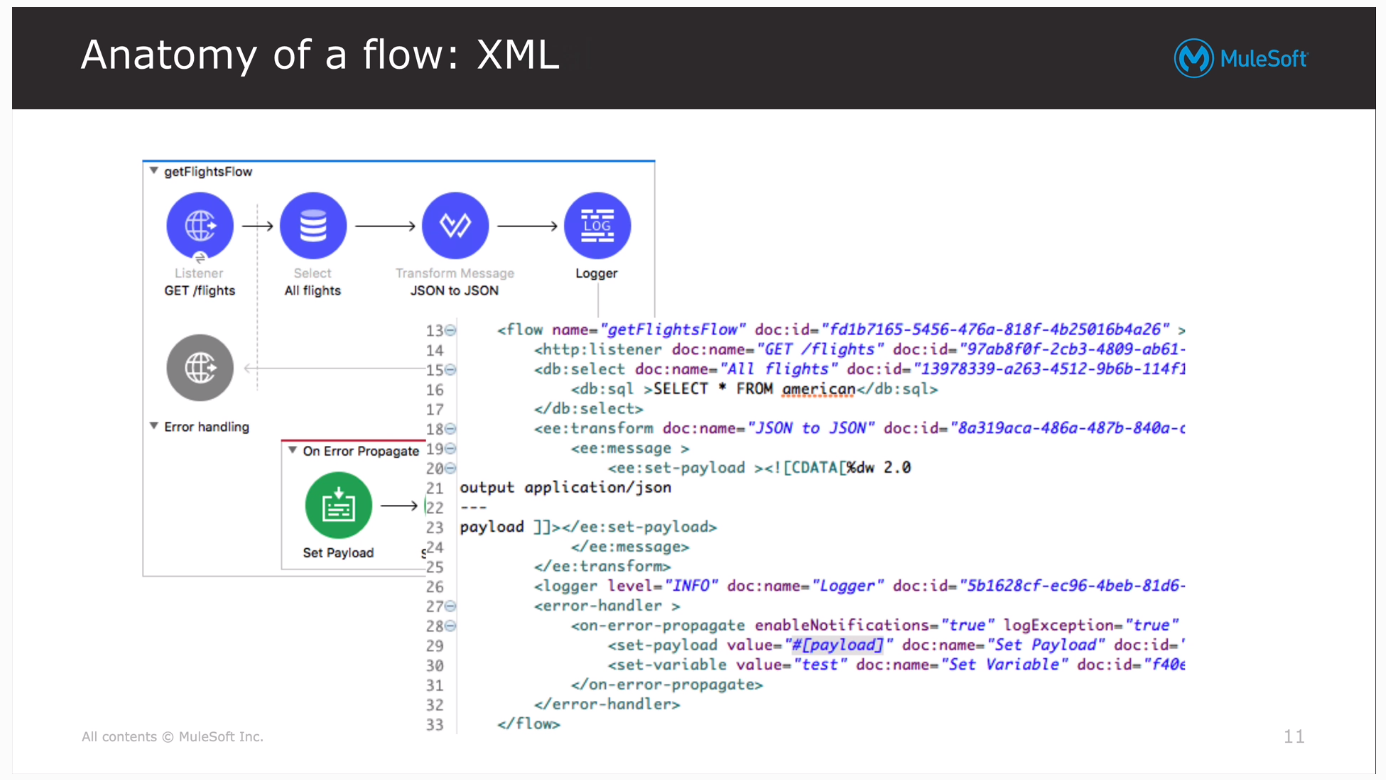 Anatomy of a flow: XML
MuleSoft
getFlightsFlow
LOG
Listener
GET /flights
Select
All flights
Transform Message
JSON to JSON
Logger
Error handling
On Error Propagate
Set Payload
S
13 <flow name="getFlightsFlow" doc:id="fd1b7165-5456-476a-818f-4b25016b4a26" >
14 <http:listener doc:name="GET /flights" doc:id="97ab8f0f-2cb3-4809-ab61-
15 <db:select doc:name="All flights" doc:id="13978339-a263-4512-9b6b-114f1
16 <db:sql >SELECT * FROM american</db:sql>
17 </db:select>
18 <ee:transform doc:name="JSON to JSON" doc:id="8a319aca-486a-487b-840a-c
19 <ee:message >
20 <ee:set-payload ><![CDATA[%dw 2.0
21 output application/json
22 ---
23 payload ]]></ee:set-payload>
24 </ee:message>
25 </ee:transform>
26 <logger level="INFO" doc:name="Logger" doc:id="5b1628cf-ec96-4beb-81d6-
27 <error-handler >
28 <on-error-propagate enableNotifications="true" logException="true"
29 <set-payload value="#[payload]" doc:name="Set Payload" doc:id="
30 <set-variable value="test" doc:name="Set Variable" doc:id="f40e
31 </on-error-propagate>
32 </error-handler>
33 </flow>
All contents © MuleSoft Inc.
11